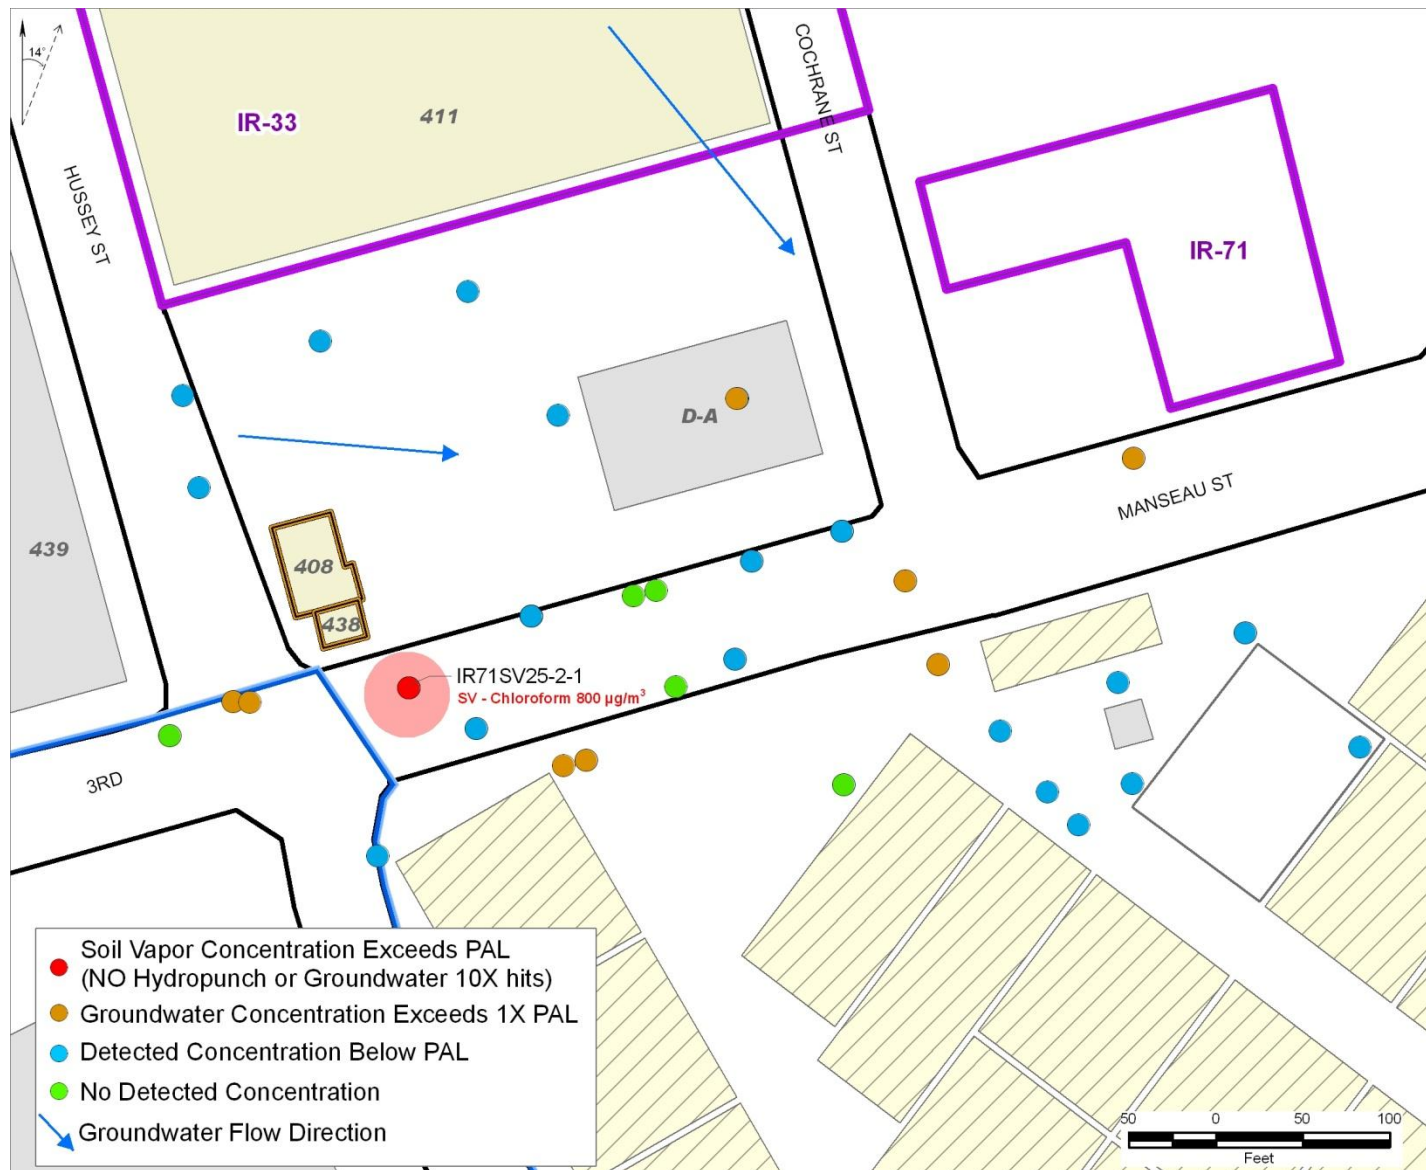 14°
COCHRANE ST
IR-33
411
HUSSEY ST
IR-71
D-A
MANSEAU ST
439
408
438
IR71SV25-2-1
SV - Chloroform 800 µg/m³
3RD
Soil Vapor Concentration Exceeds PAL
(NO Hydropunch or Groundwater 10X hits)
Groundwater Concentration Exceeds 1X PAL
Detected Concentration Below PAL
No Detected Concentration
Groundwater Flow Direction
50 0 50 100
Feet